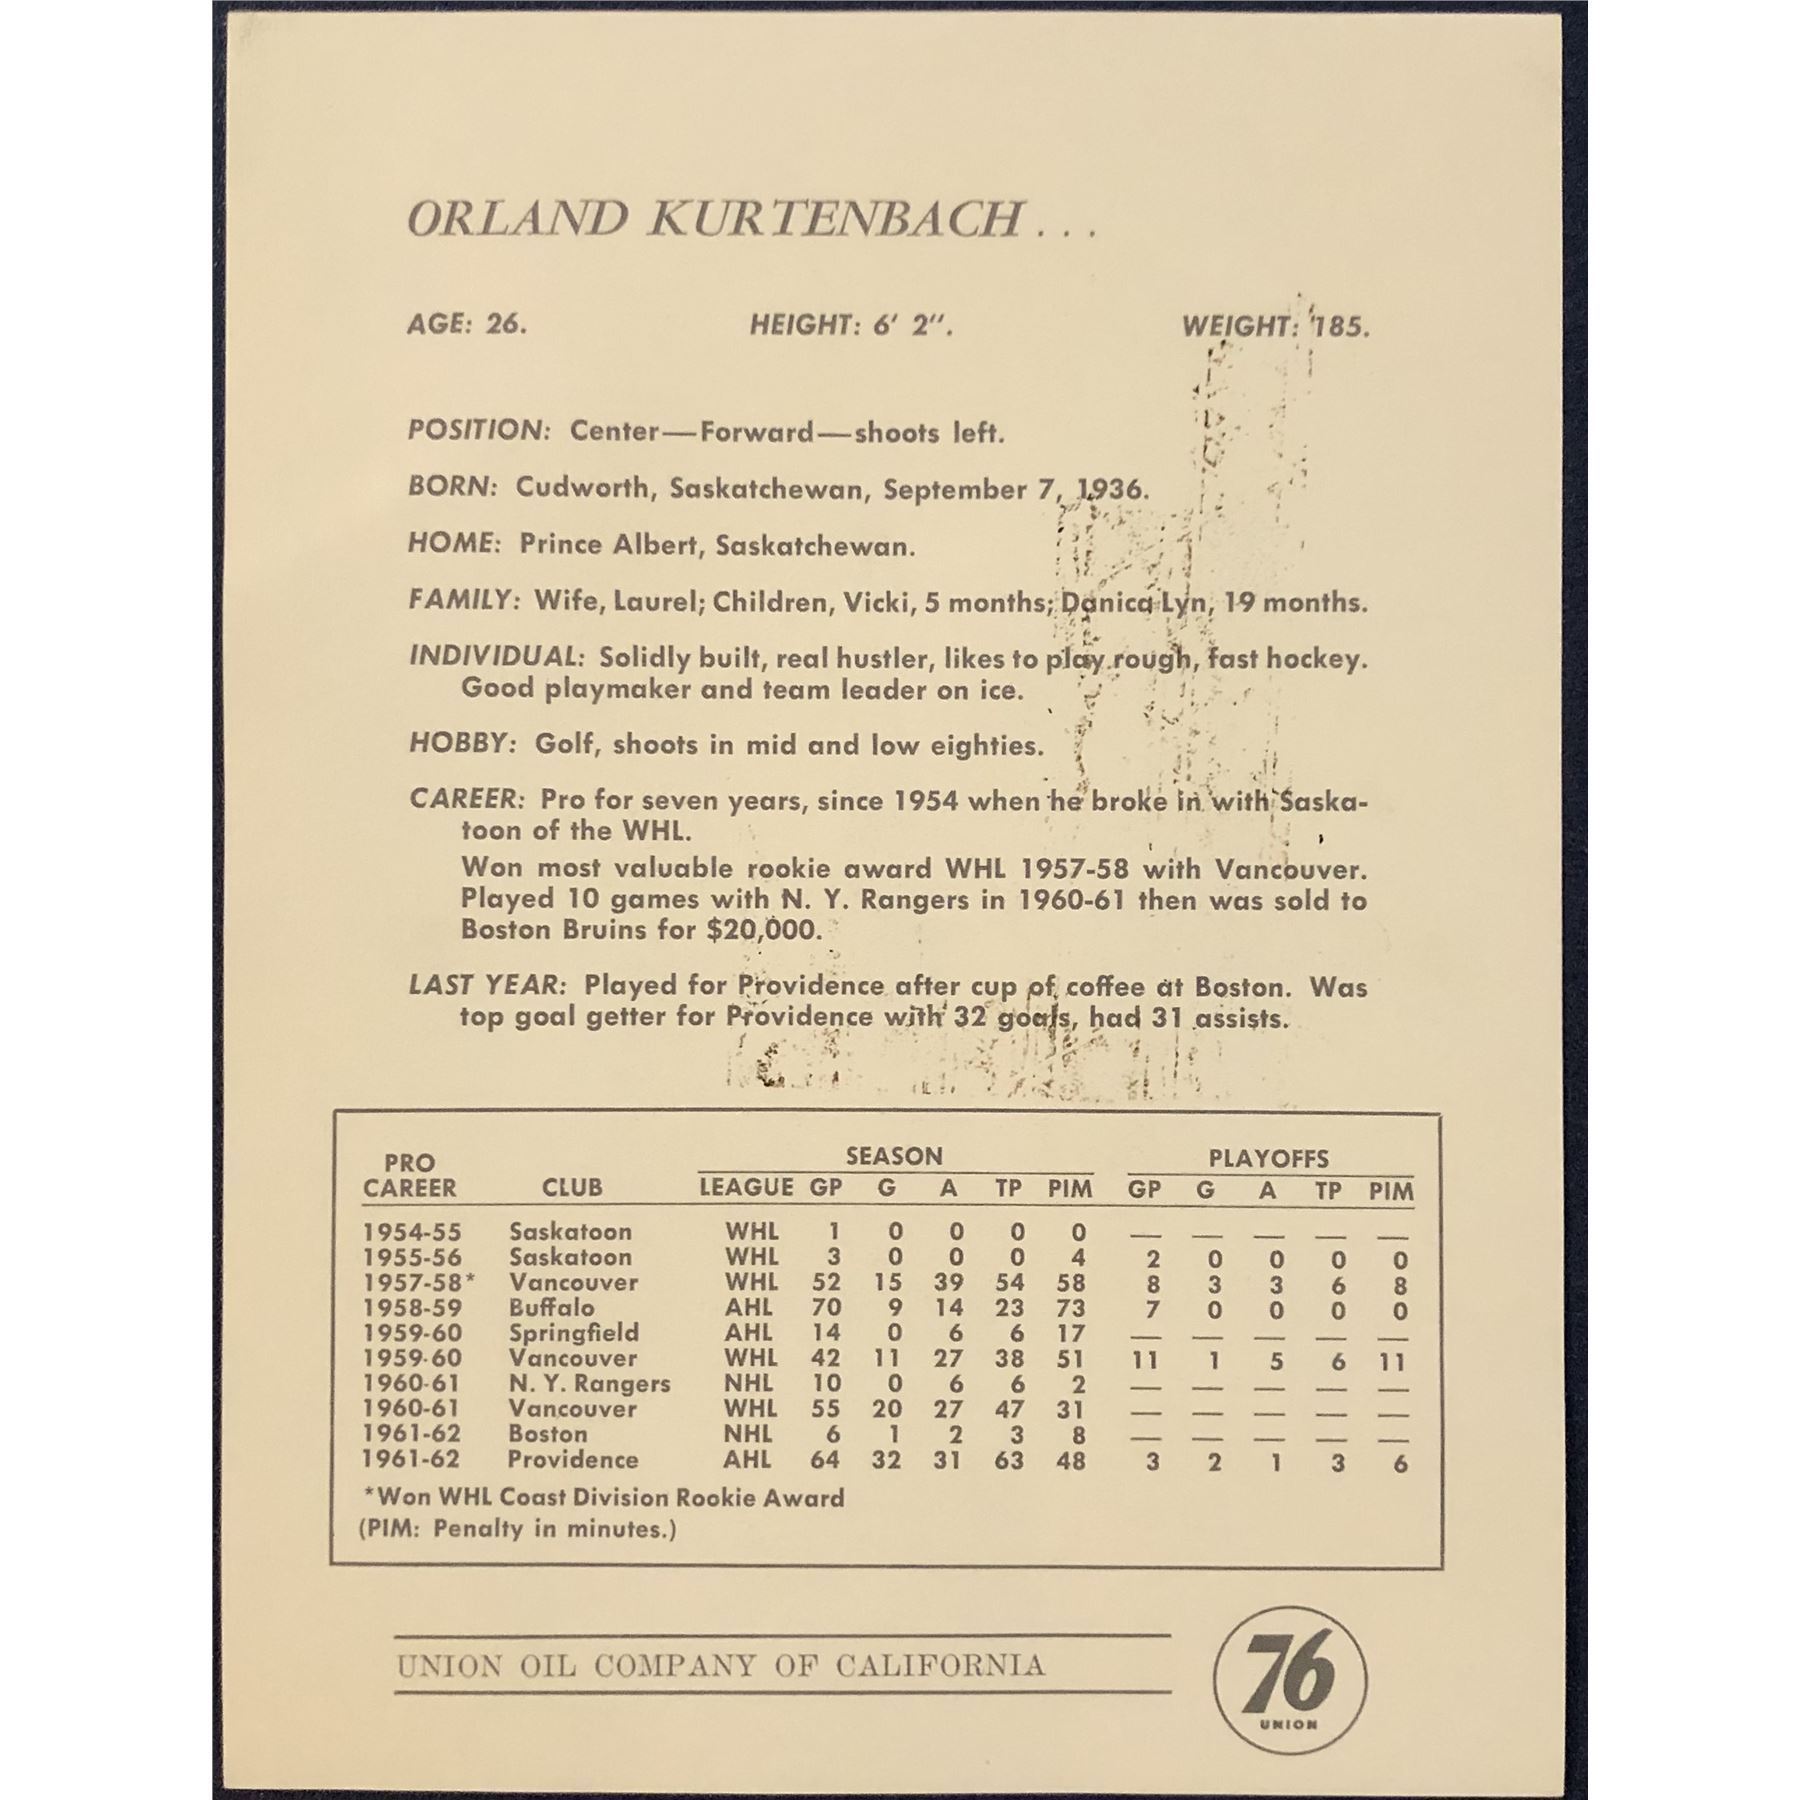 ORLAND KURTENBACH . . .
AGE: 26. HEIGHT: 6' 2". WEIGHT: 185.
POSITION: Center—Forward—shoots left.
BORN: Cudworth, Saskatchewan, September 7, 1936.
HOME: Prince Albert, Saskatchewan.
FAMILY: Wife, Laurel; Children, Vicki, 5 months; Danica Lyn, 19 months.
INDIVIDUAL: Solidly built, real hustler, likes to play rough, fast hockey.
Good playmaker and team leader on ice.
HOBBY: Golf, shoots in mid and low eighties.
CAREER: Pro for seven years, since 1954 when he broke in with Saska-
toon of the WHL.
Won most valuable rookie award WHL 1957-58 with Vancouver.
Played 10 games with N. Y. Rangers in 1960-61 then was sold to
Boston Bruins for $20,000.
LAST YEAR: Played for Providence after cup of coffee at Boston. Was
top goal getter for Providence with 32 goals, had 31 assists.
PRO SEASON PLAYOFFS
CAREER CLUB LEAGUE GP G A TP PIM GP G A TP PIM
1954-55 Saskatoon WHL 1 0 0 0 0 — — — — —
1955-56 Saskatoon WHL 3 0 0 0 4 2 0 0 0 0
1957-58* Vancouver WHL 52 15 39 54 58 8 3 3 6 8
1958-59 Buffalo AHL 70 9 14 23 73 7 0 0 0 0
1959-60 Springfield AHL 14 0 6 6 17 — — — — —
1959-60 Vancouver WHL 42 11 27 38 51 11 1 5 6 11
1960-61 N. Y. Rangers NHL 10 0 6 6 2 — — — — —
1960-61 Vancouver WHL 55 20 27 47 31 — — — — —
1961-62 Boston NHL 6 1 2 3 8 — — — — —
1961-62 Providence AHL 64 32 31 63 48 3 2 1 3 6
*Won WHL Coast Division Rookie Award
(PIM: Penalty in minutes.)
UNION OIL COMPANY OF CALIFORNIA
76
UNION